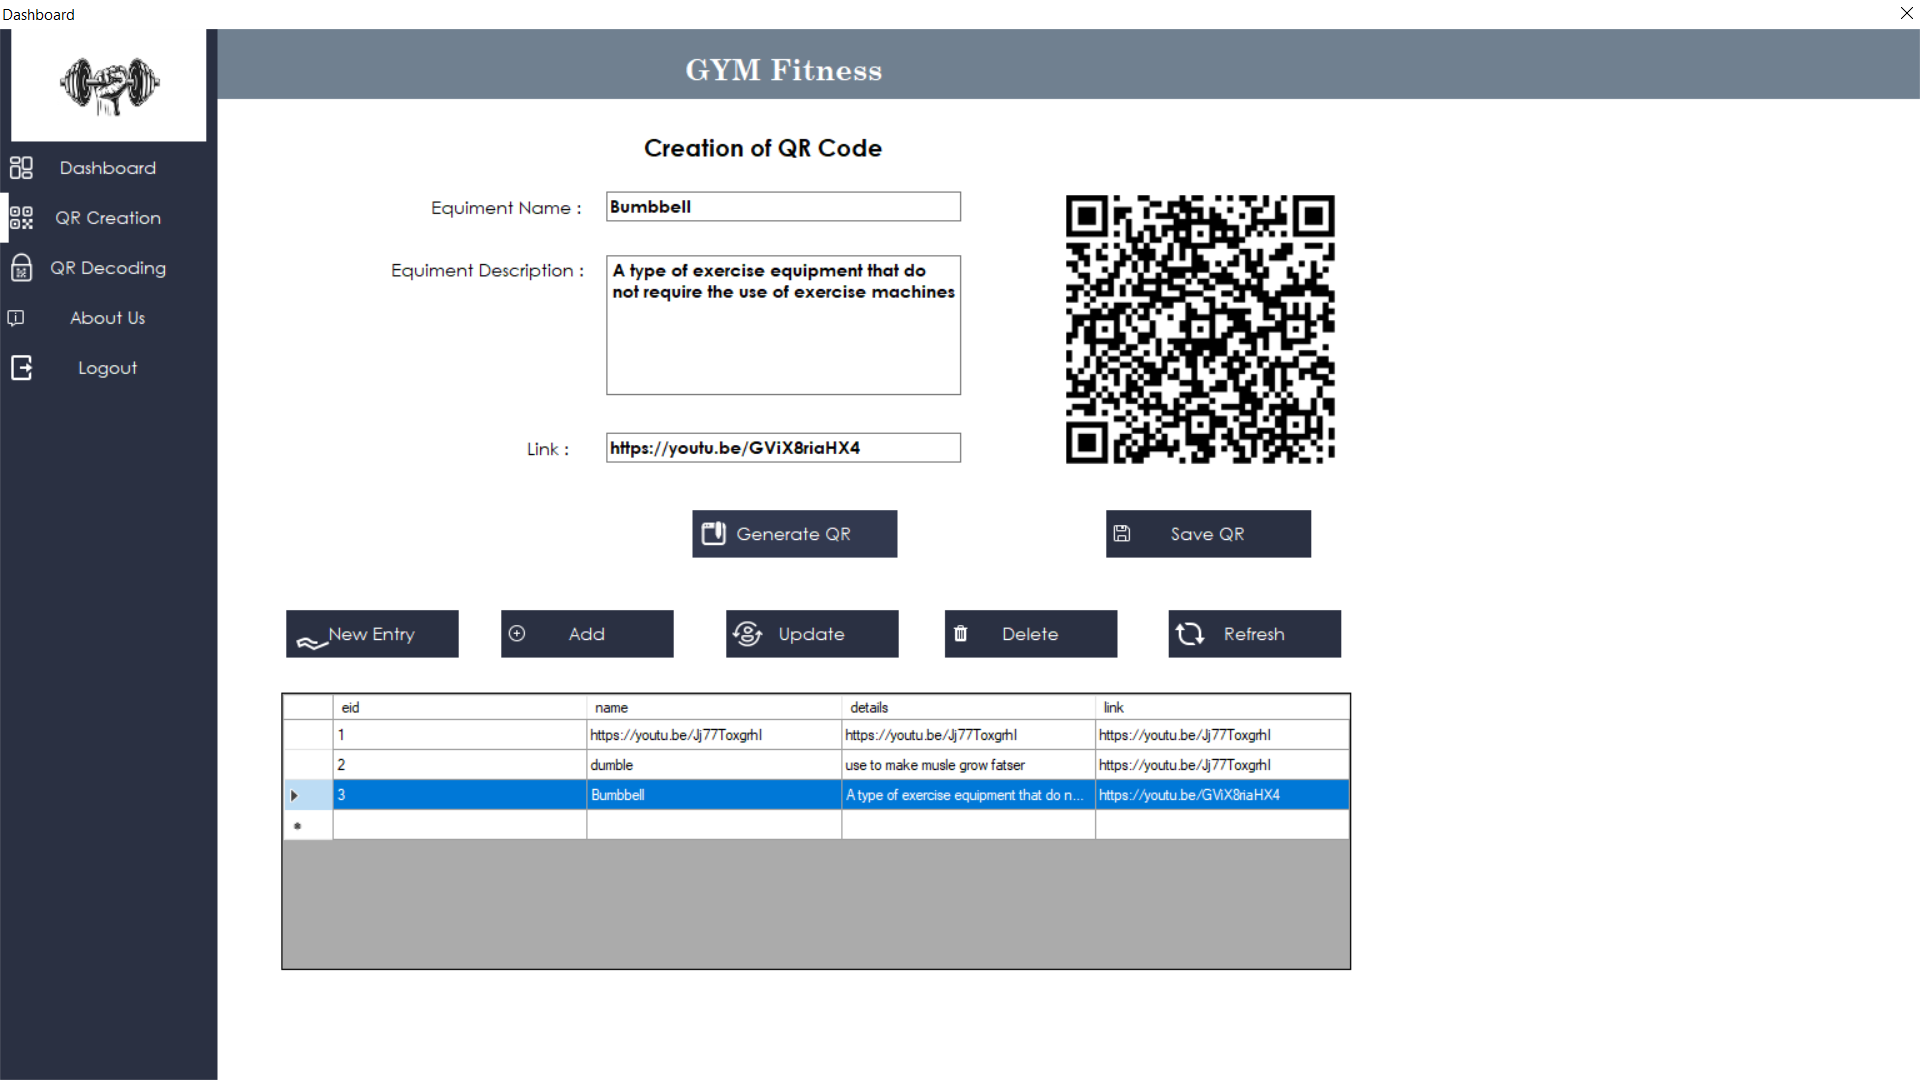 Dashboard
GYM Fitness
Dashboard
QR Creation
QR Decoding
About Us
Logout
Creation of QR Code
Equiment Name :
Bumbbell
Equiment Description :
A type of exercise equipment that do
not require the use of exercise machines
Link :
https://youtu.be/GViX8riaHX4
Generate QR
Save QR
New Entry
Add
Update
Delete
Refresh
eid name details link
1 https://youtu.be/Jj77ToxgrhI https://youtu.be/Jj77ToxgrhI https://youtu.be/Jj77ToxgrhI
2 dumble use to make musle grow fatser https://youtu.be/Jj77ToxgrhI
3 Bumbbell A type of exercise equipment that do n... https://youtu.be/GViX8riaHX4